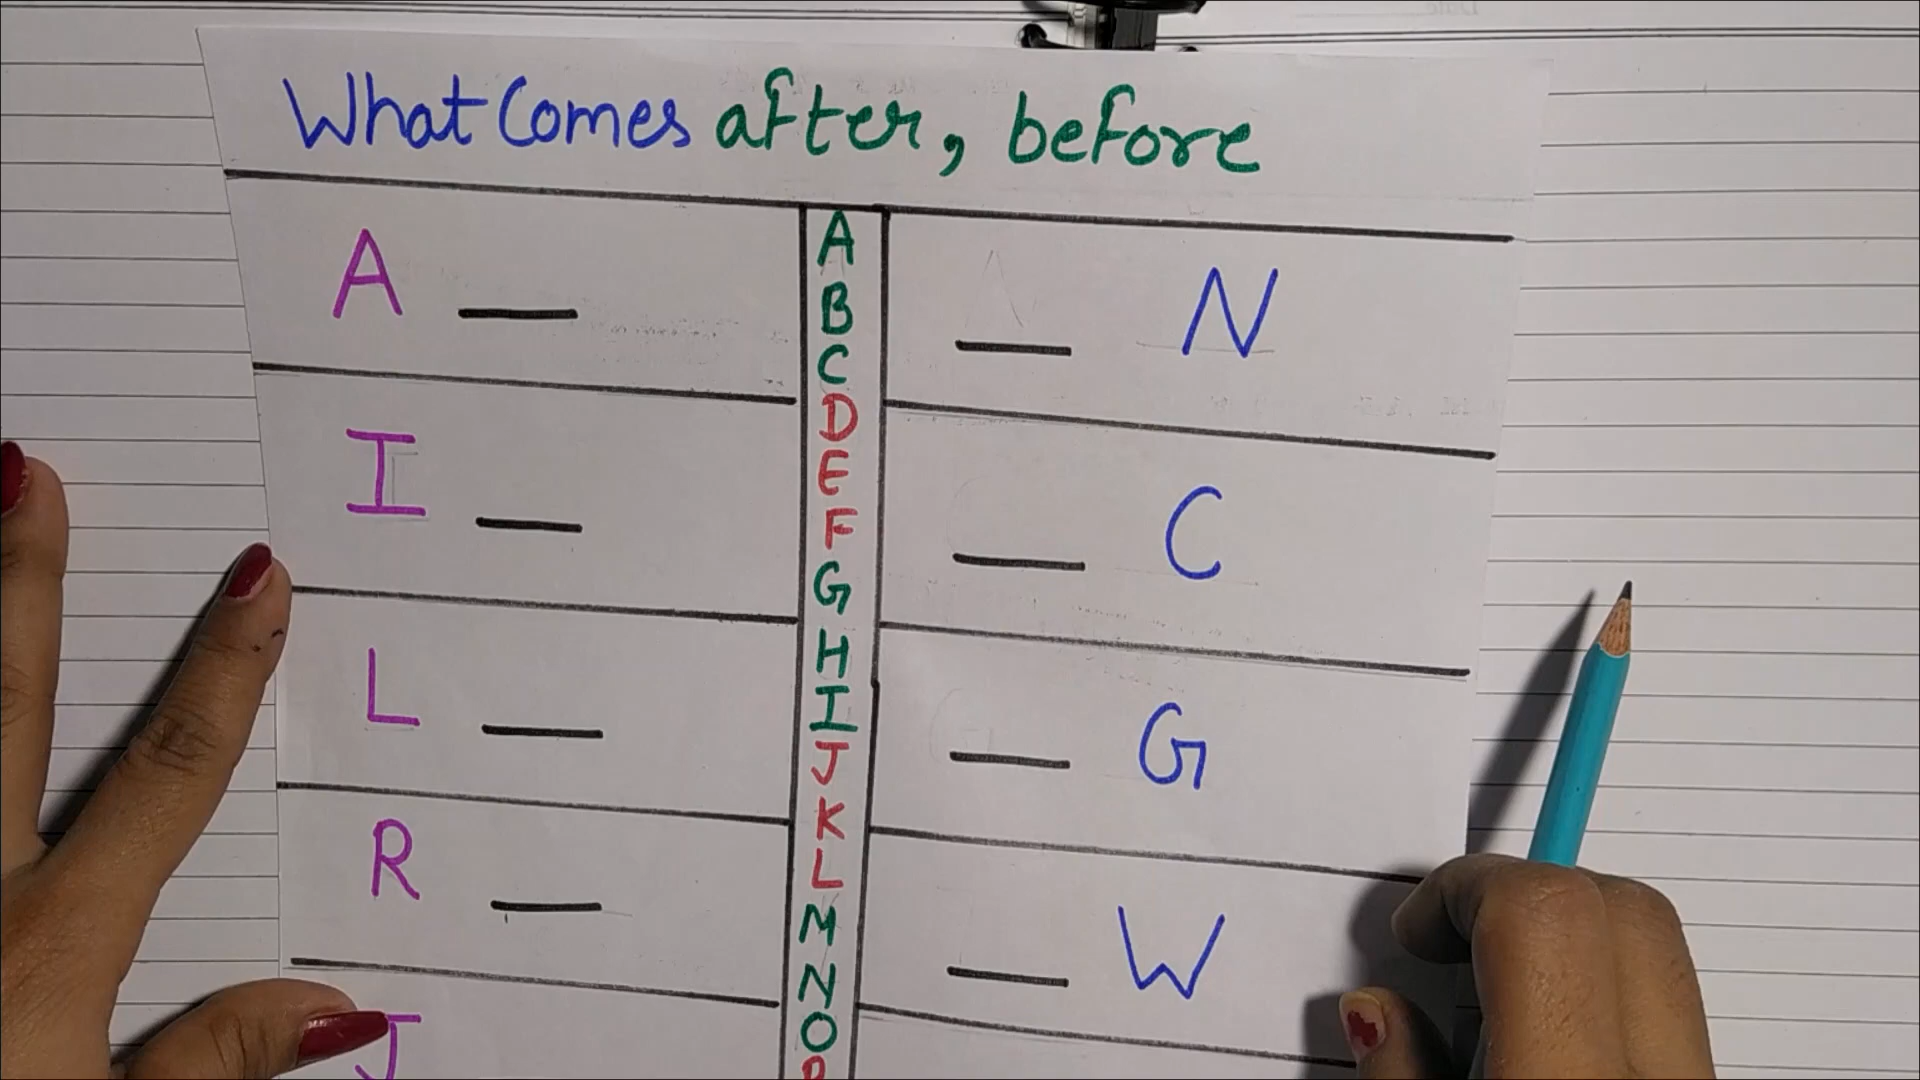 What Comes after, before
A __
I __
L __
R __
J
A
B
C
D
E
F
G
H
I
J
K
L
M
N
O
__ N
__ C
__ G
__ W